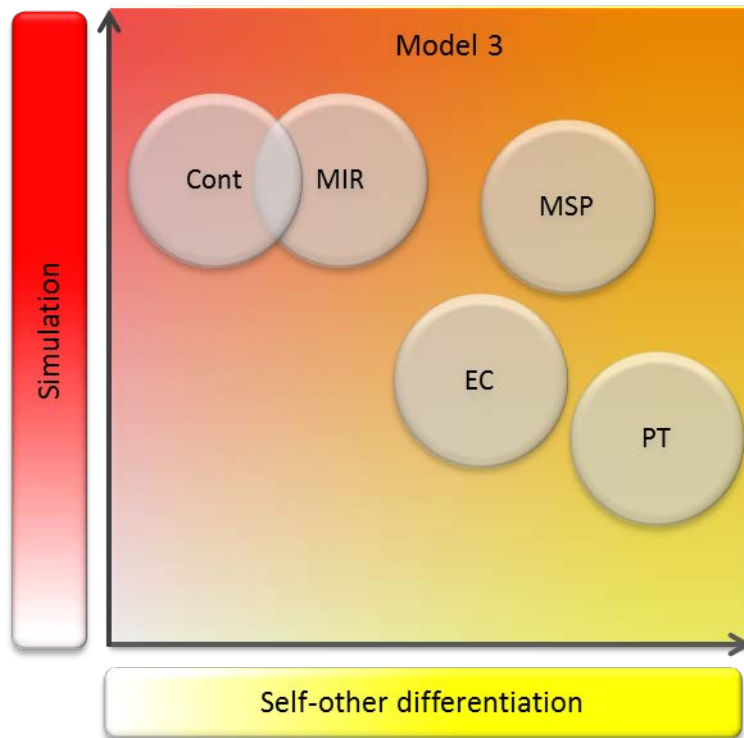 Model 3
Cont
MIR
MSP
EC
PT
Simulation
Self-other differentiation